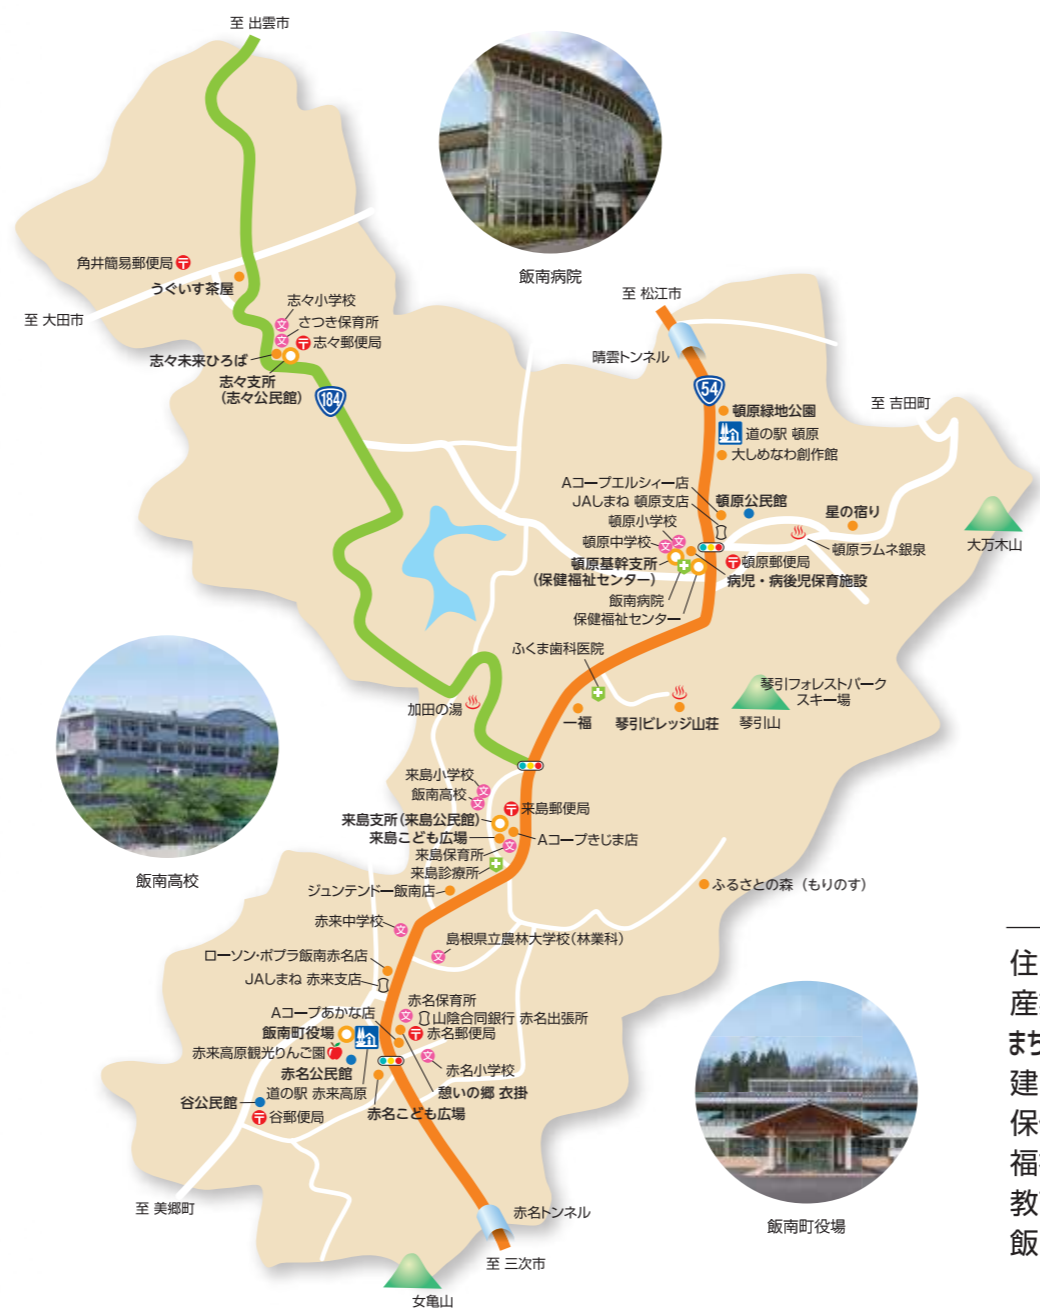 至 出雲市
飯南病院
角井簡易郵便局
うぐいす茶屋
至 大田市
志々小学校
さつき保育所
志々郵便局
志々未来ひろば
志々支所
(志々公民館)
184
至 松江市
晴雲トンネル
54
至 吉田町
頓原緑地公園
道の駅 頓原
大しめなわ創作館
Aコープエルシィー店
JAしまね 頓原支店
頓原公民館
星の宿り
頓原小学校
頓原中学校
大万木山
頓原ラムネ銀泉
頓原基幹支所
(保健福祉センター)
頓原郵便局
病児・病後児保育施設
飯南病院
保健福祉センター
ふくま歯科医院
琴引フォレストパーク
スキー場
加田の湯
一福
琴引ビレッジ山荘
琴引山
来島小学校
飯南高校
来島郵便局
来島支所(来島公民館)
来島こども広場
Aコープきじま店
来島保育所
来島診療所
飯南高校
ジュンテンドー飯南店
ふるさとの森(もりのす)
赤来中学校
島根県立農林大学校(林業科)
ローソン・ポプラ飯南赤名店
JAしまね 赤来支店
赤名保育所
Aコープあかな店
山陰合同銀行 赤名出張所
飯南町役場
赤名郵便局
赤来高原観光りんご園
赤名小学校
赤名公民館
道の駅 赤来高原
憩いの郷 衣掛
谷公民館
赤名こども広場
谷郵便局
至 美郷町
赤名トンネル
飯南町役場
至 三次市
女亀山
住
産
まち
建
保
福
教
飯